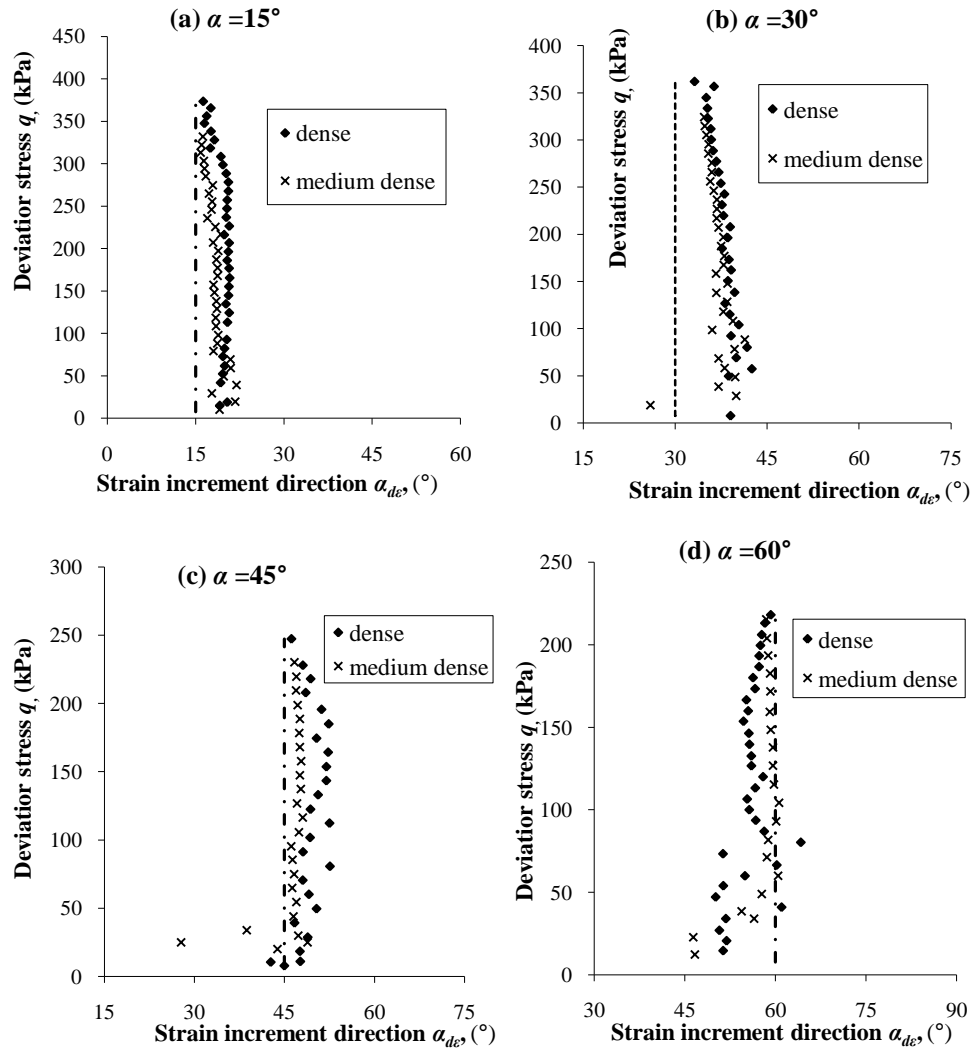 (a) α =15°
Deviatior stress q, (kPa)
450
400
350
300
250
200
150
100
50
0
dense
medium dense
0 15 30 45 60
Strain increment direction αdε, (°)
(b) α =30°
Deviatior stress q, (kPa)
400
350
300
250
200
150
100
50
0
dense
medium dense
15 30 45 60 75
Strain increment direction αdε, (°)
(c) α =45°
Deviatior stress q, (kPa)
300
250
200
150
100
50
0
dense
medium dense
15 30 45 60 75
Strain increment direction αdε, (°)
(d) α =60°
Deviatior stress q, (kPa)
250
200
150
100
50
0
dense
medium dense
30 45 60 75 90
Strain increment direction αdε, (°)